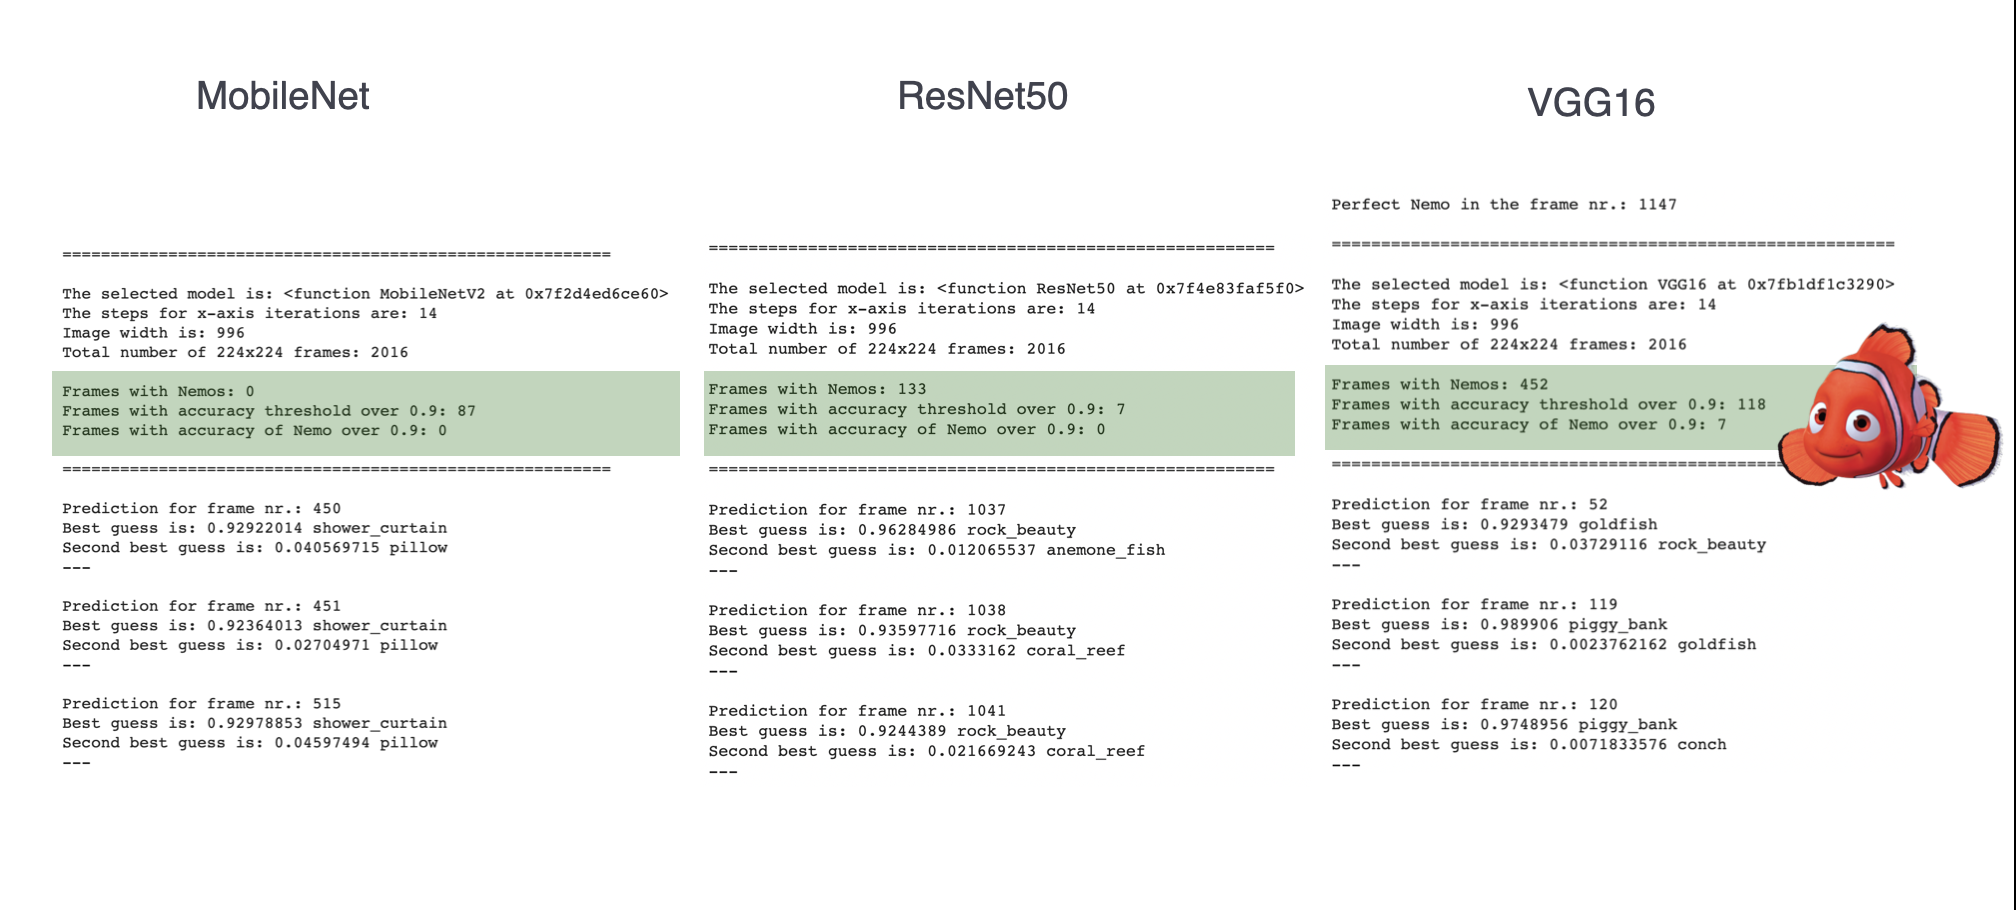 MobileNet
========================================================
The selected model is: <function MobileNetV2 at 0x7f2d4ed6ce60>
The steps for x-axis iterations are: 14
Image width is: 996
Total number of 224x224 frames: 2016
Frames with Nemos: 0
Frames with accuracy threshold over 0.9: 87
Frames with accuracy of Nemo over 0.9: 0
========================================================
Prediction for frame nr.: 450
Best guess is: 0.92922014 shower_curtain
Second best guess is: 0.040569715 pillow
---
Prediction for frame nr.: 451
Best guess is: 0.92364013 shower_curtain
Second best guess is: 0.02704971 pillow
---
Prediction for frame nr.: 515
Best guess is: 0.92978853 shower_curtain
Second best guess is: 0.04597494 pillow
---
ResNet50
========================================================
The selected model is: <function ResNet50 at 0x7f4e83faf5f0>
The steps for x-axis iterations are: 14
Image width is: 996
Total number of 224x224 frames: 2016
Frames with Nemos: 133
Frames with accuracy threshold over 0.9: 7
Frames with accuracy of Nemo over 0.9: 0
========================================================
Prediction for frame nr.: 1037
Best guess is: 0.96284986 rock_beauty
Second best guess is: 0.012065537 anemone_fish
---
Prediction for frame nr.: 1038
Best guess is: 0.93597716 rock_beauty
Second best guess is: 0.0333162 coral_reef
---
Prediction for frame nr.: 1041
Best guess is: 0.9244389 rock_beauty
Second best guess is: 0.021669243 coral_reef
---
VGG16
Perfect Nemo in the frame nr.: 1147
========================================================
The selected model is: <function VGG16 at 0x7fb1df1c3290>
The steps for x-axis iterations are: 14
Image width is: 996
Total number of 224x224 frames: 2016
Frames with Nemos: 452
Frames with accuracy threshold over 0.9: 118
Frames with accuracy of Nemo over 0.9: 7
==============================================
Prediction for frame nr.: 52
Best guess is: 0.9293479 goldfish
Second best guess is: 0.03729116 rock_beauty
---
Prediction for frame nr.: 119
Best guess is: 0.989906 piggy_bank
Second best guess is: 0.0023762162 goldfish
---
Prediction for frame nr.: 120
Best guess is: 0.9748956 piggy_bank
Second best guess is: 0.0071833576 conch
---